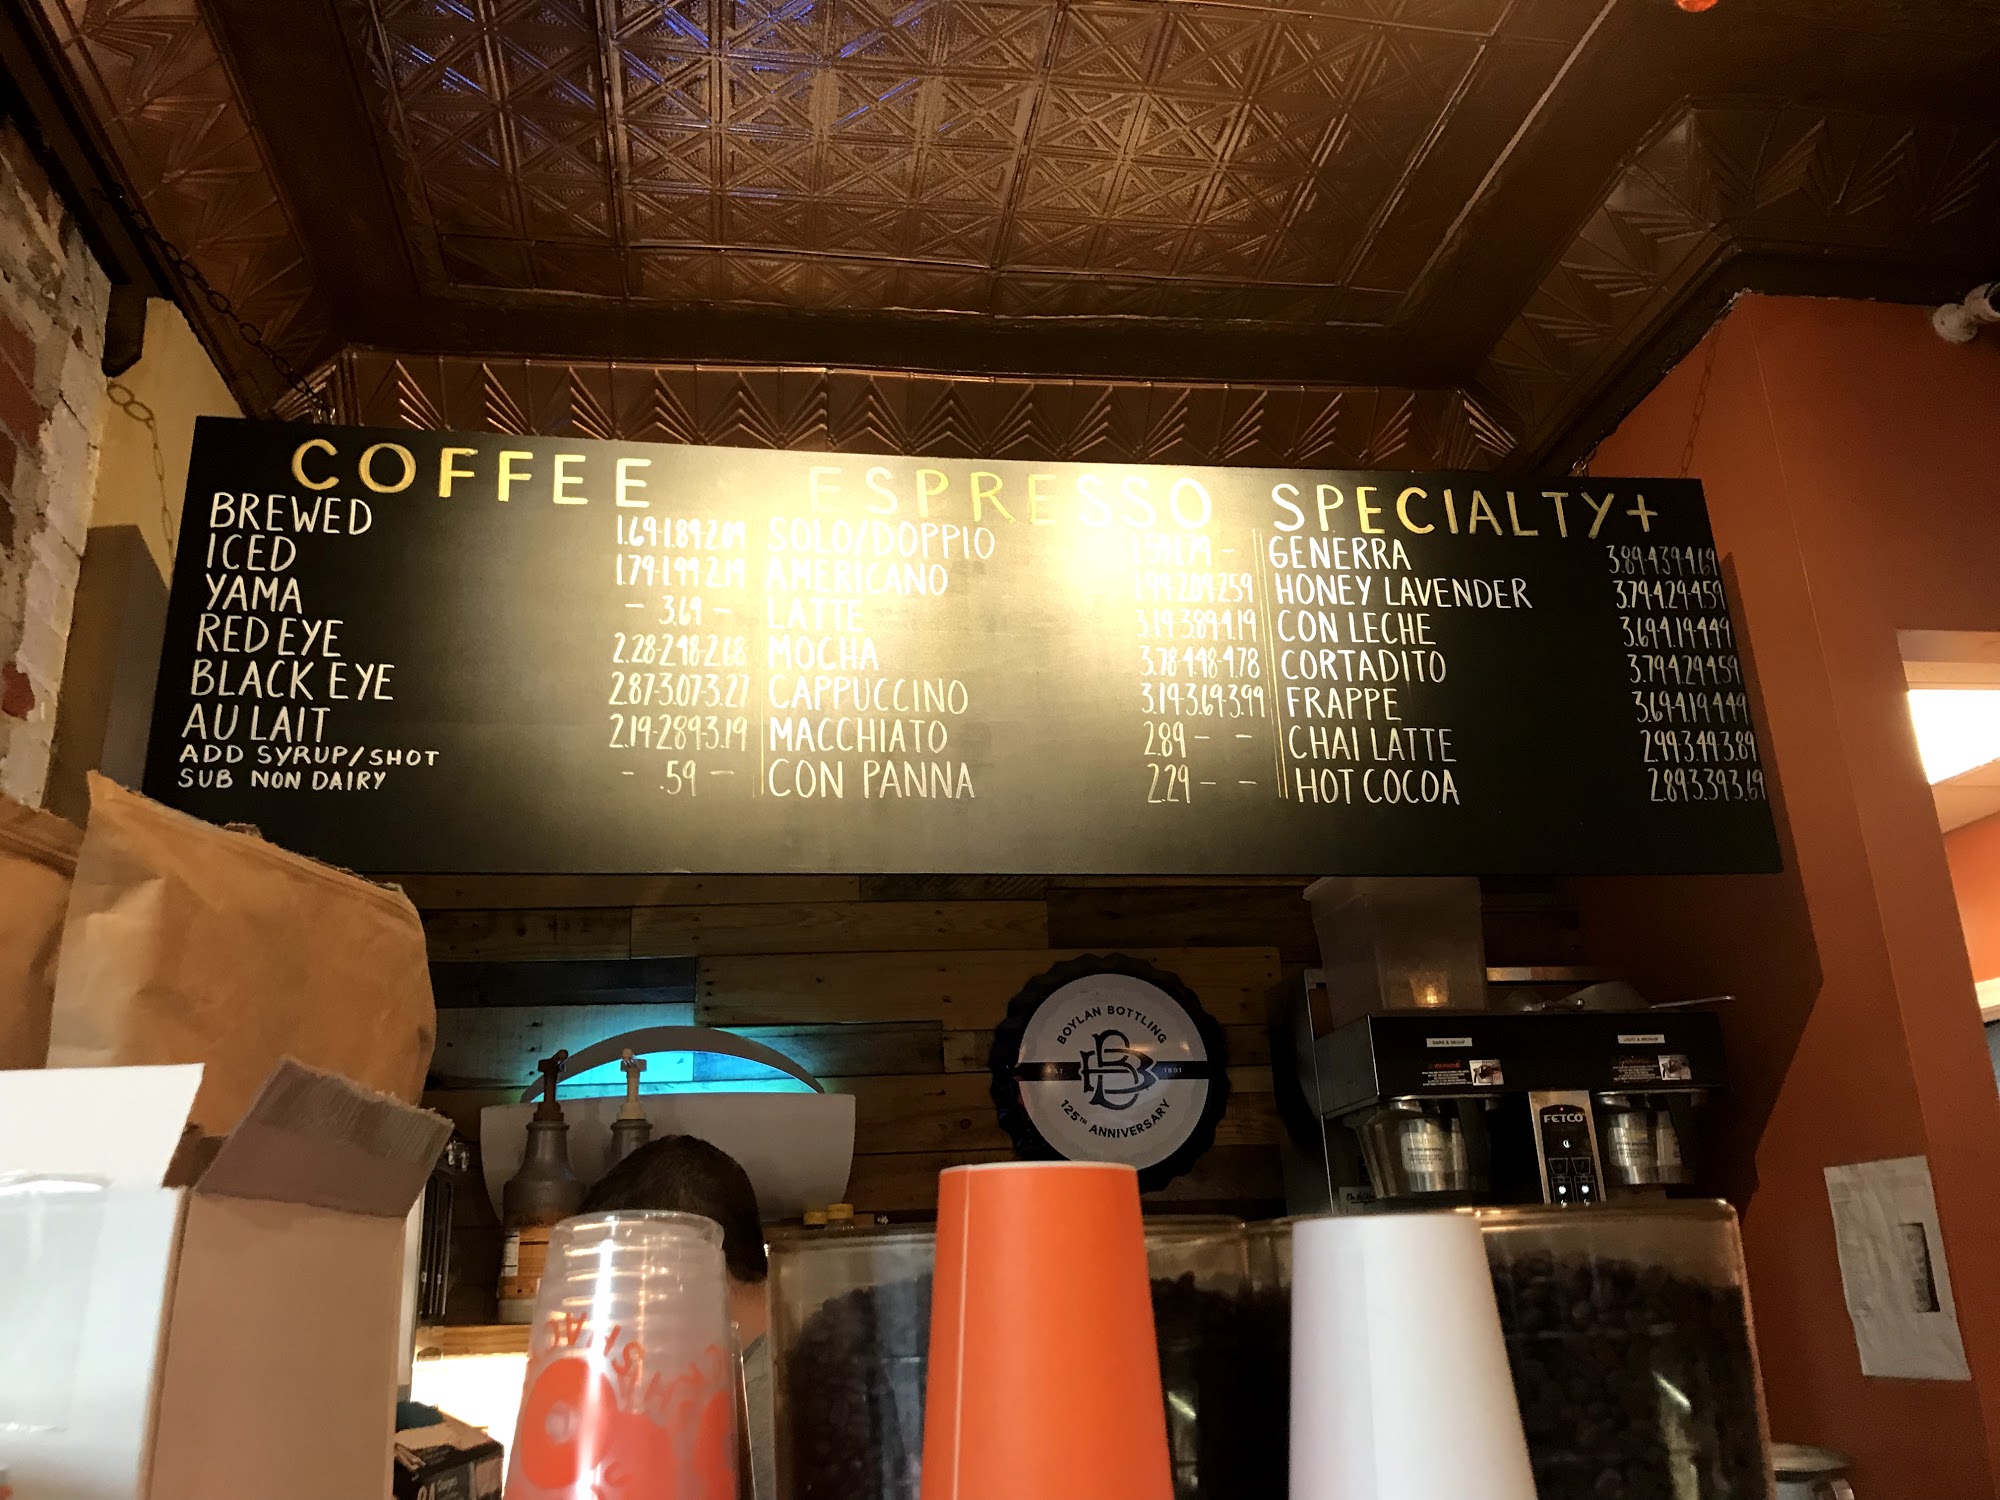 COFFEE
BREWED 1.69-1.89-2.09
ICED 1.79-1.99-2.19
YAMA - 3.69 -
RED EYE 2.28-2.48-2.68
BLACK EYE 2.87-3.07-3.27
AU LAIT 2.19-2.89-3.19
ADD SYRUP/SHOT
SUB NON DAIRY - .59 -
ESPRESSO
SOLO/DOPPIO
AMERICANO 1.99-2.09-2.59
LATTE 3.19-3.89-4.19
MOCHA 3.78-4.48-4.78
CAPPUCCINO 3.19-3.69-3.99
MACCHIATO 2.89 - -
CON PANNA 2.29 - -
SPECIALTY+
GENERRA 3.89-4.39-4.69
HONEY LAVENDER 3.79-4.29-4.59
CON LECHE 3.69-4.19-4.49
CORTADITO 3.79-4.29-4.59
FRAPPE 3.69-4.19-4.49
CHAI LATTE 2.99-3.49-3.89
HOT COCOA 2.89-3.39-3.69
BOYLAN BOTTLING
EST. 1891
BB
125TH ANNIVERSARY
FETCO